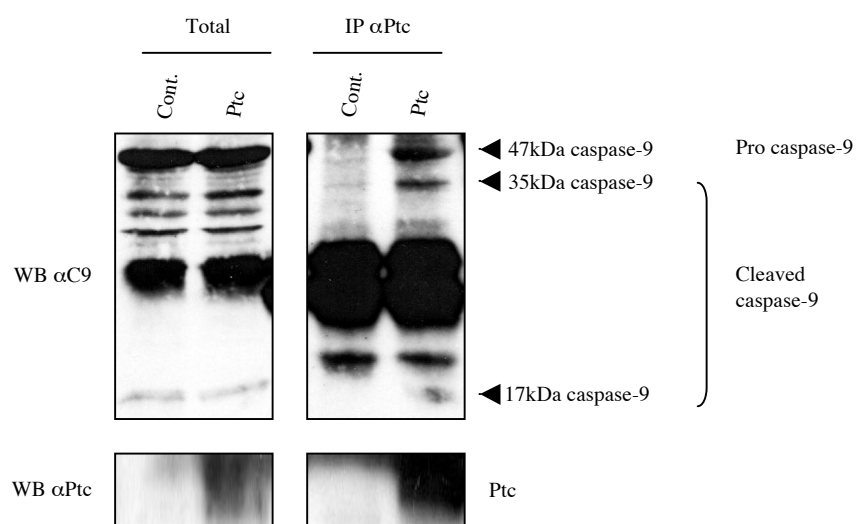 Total
IP αPtc
Cont.
Ptc
Cont.
Ptc
47kDa caspase-9
Pro caspase-9
35kDa caspase-9
WB αC9
Cleaved
caspase-9
17kDa caspase-9
WB αPtc
Ptc